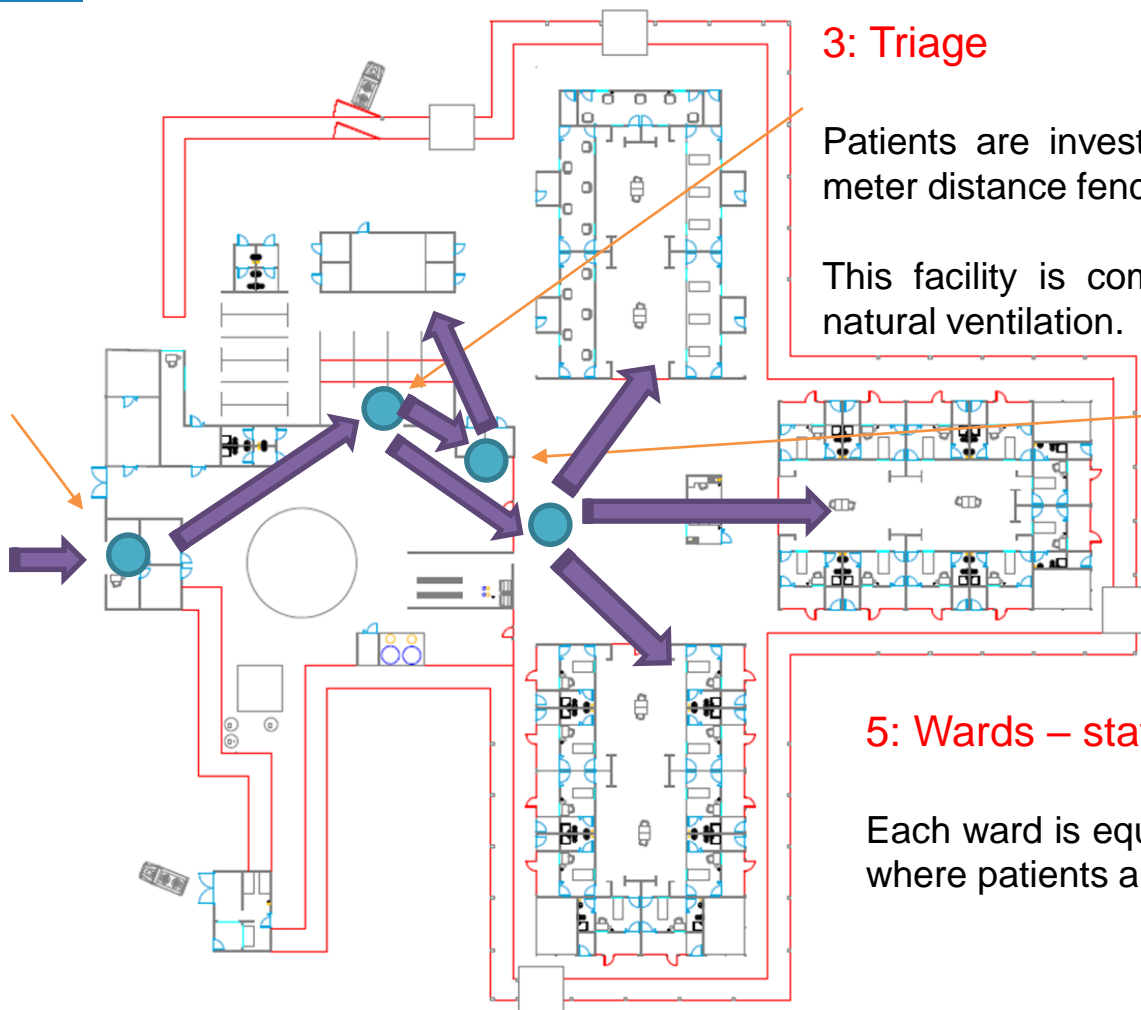 3: Triage
Patients are invest
meter distance fenc
This facility is con
natural ventilation.
5: Wards – sta
Each ward is equ
where patients a